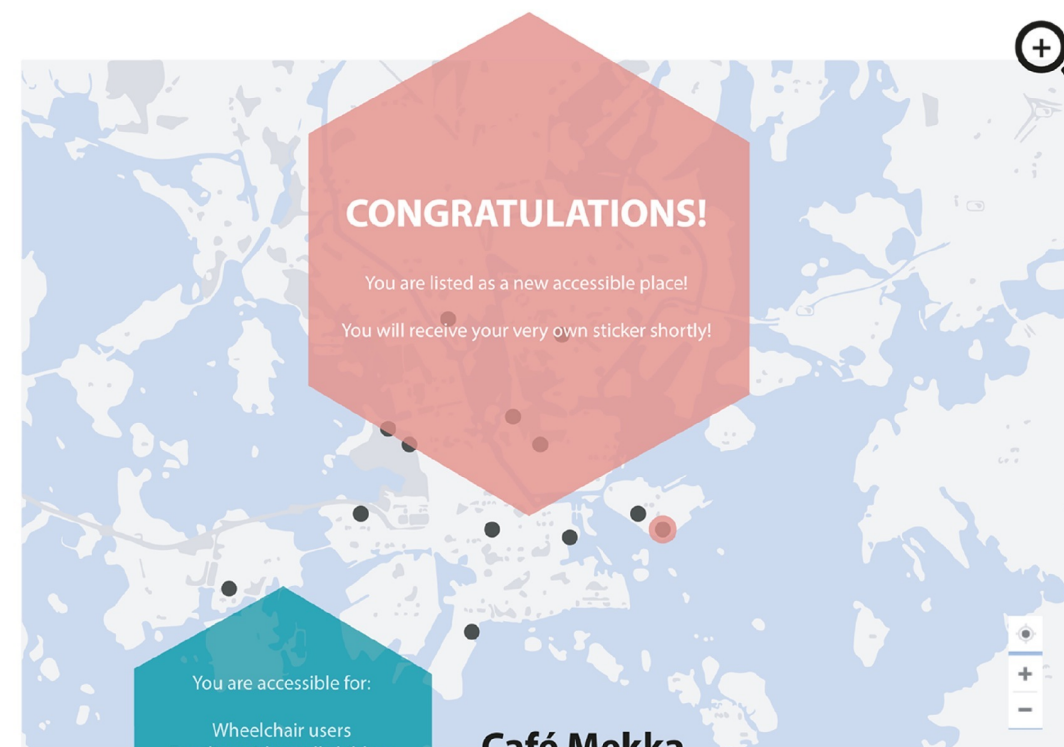 CONGRATULATIONS!
You are listed as a new accessible place!
You will receive your very own sticker shortly!
You are accessible for:
Wheelchair users
Café Mekka